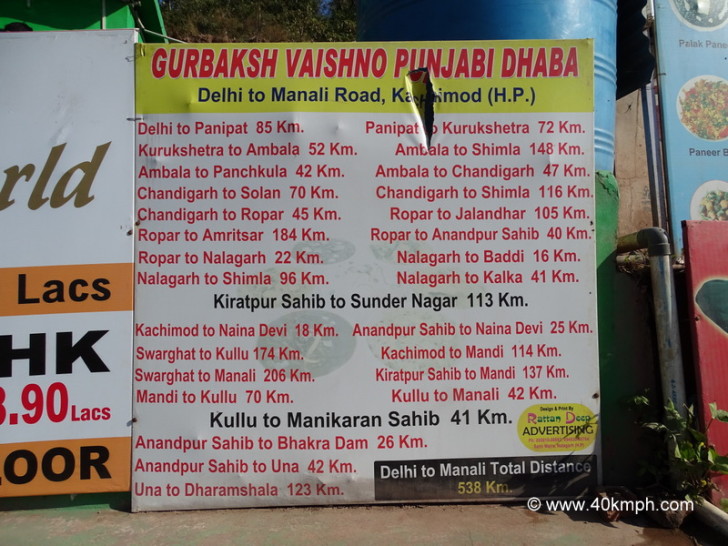 GURBAKSH VAISHNO PUNJABI DHABA
Delhi to Manali Road, Kachimod (H.P.)
Delhi to Panipat 85 Km. Panipat to Kurukshetra 72 Km.
Kurukshetra to Ambala 52 Km. Ambala to Shimla 148 Km.
Ambala to Panchkula 42 Km. Ambala to Chandigarh 47 Km.
Chandigarh to Solan 70 Km. Chandigarh to Shimla 116 Km.
Chandigarh to Ropar 45 Km. Ropar to Jalandhar 105 Km.
Ropar to Amritsar 184 Km. Ropar to Anandpur Sahib 40 Km.
Ropar to Nalagarh 22 Km. Nalagarh to Baddi 16 Km.
Nalagarh to Shimla 96 Km. Nalagarh to Kalka 41 Km.
Kiratpur Sahib to Sunder Nagar 113 Km.
Kachimod to Naina Devi 18 Km. Anandpur Sahib to Naina Devi 25 Km.
Swarghat to Kullu 174 Km. Kachimod to Mandi 114 Km.
Swarghat to Manali 206 Km. Kiratpur Sahib to Mandi 137 Km.
Mandi to Kullu 70 Km. Kullu to Manali 42 Km.
Kullu to Manikaran Sahib 41 Km.
Anandpur Sahib to Bhakra Dam 26 Km.
Anandpur Sahib to Una 42 Km.
Una to Dharamshala 123 Km.
Delhi to Manali Total Distance
538 Km.
Design & Print By
Rattan Deep
ADVERTISING
Lacs
HK
3.90 Lacs
OOR
Palak Pane
Paneer B
© www.40kmph.com